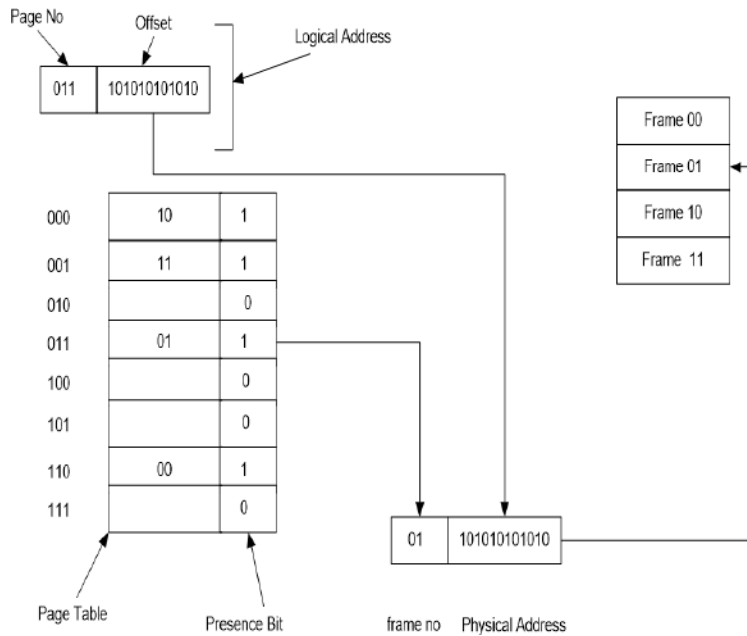 Page No
Offset
Logical Address
011 101010101010
Frame 00
Frame 01
Frame 10
Frame 11
000 10 1
001 11 1
010 0
011 01 1
100 0
101 0
110 00 1
111 0
01 101010101010
Page Table
Presence Bit
frame no Physical Address